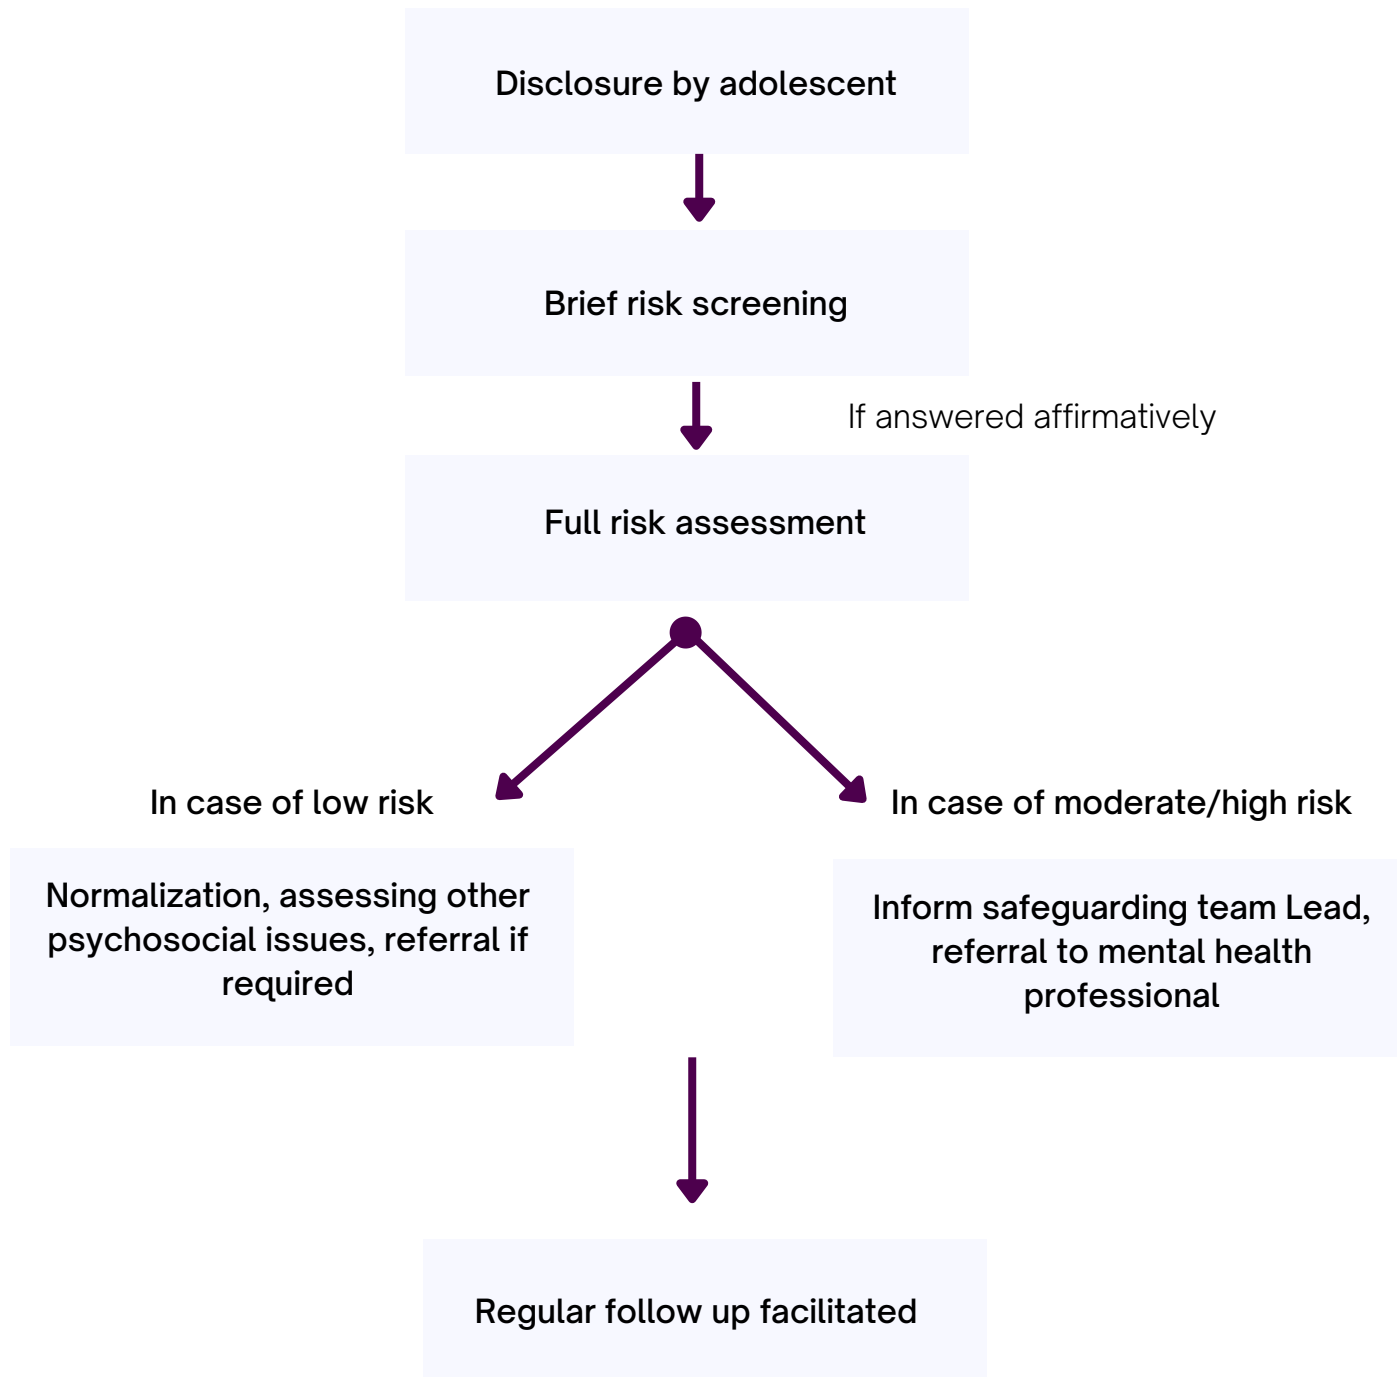 Disclosure by adolescent
Brief risk screening
If answered affirmatively
Full risk assessment
In case of low risk
In case of moderate/high risk
Normalization, assessing other
psychosocial issues, referral if
required
Inform safeguarding team Lead,
referral to mental health
professional
Regular follow up facilitated